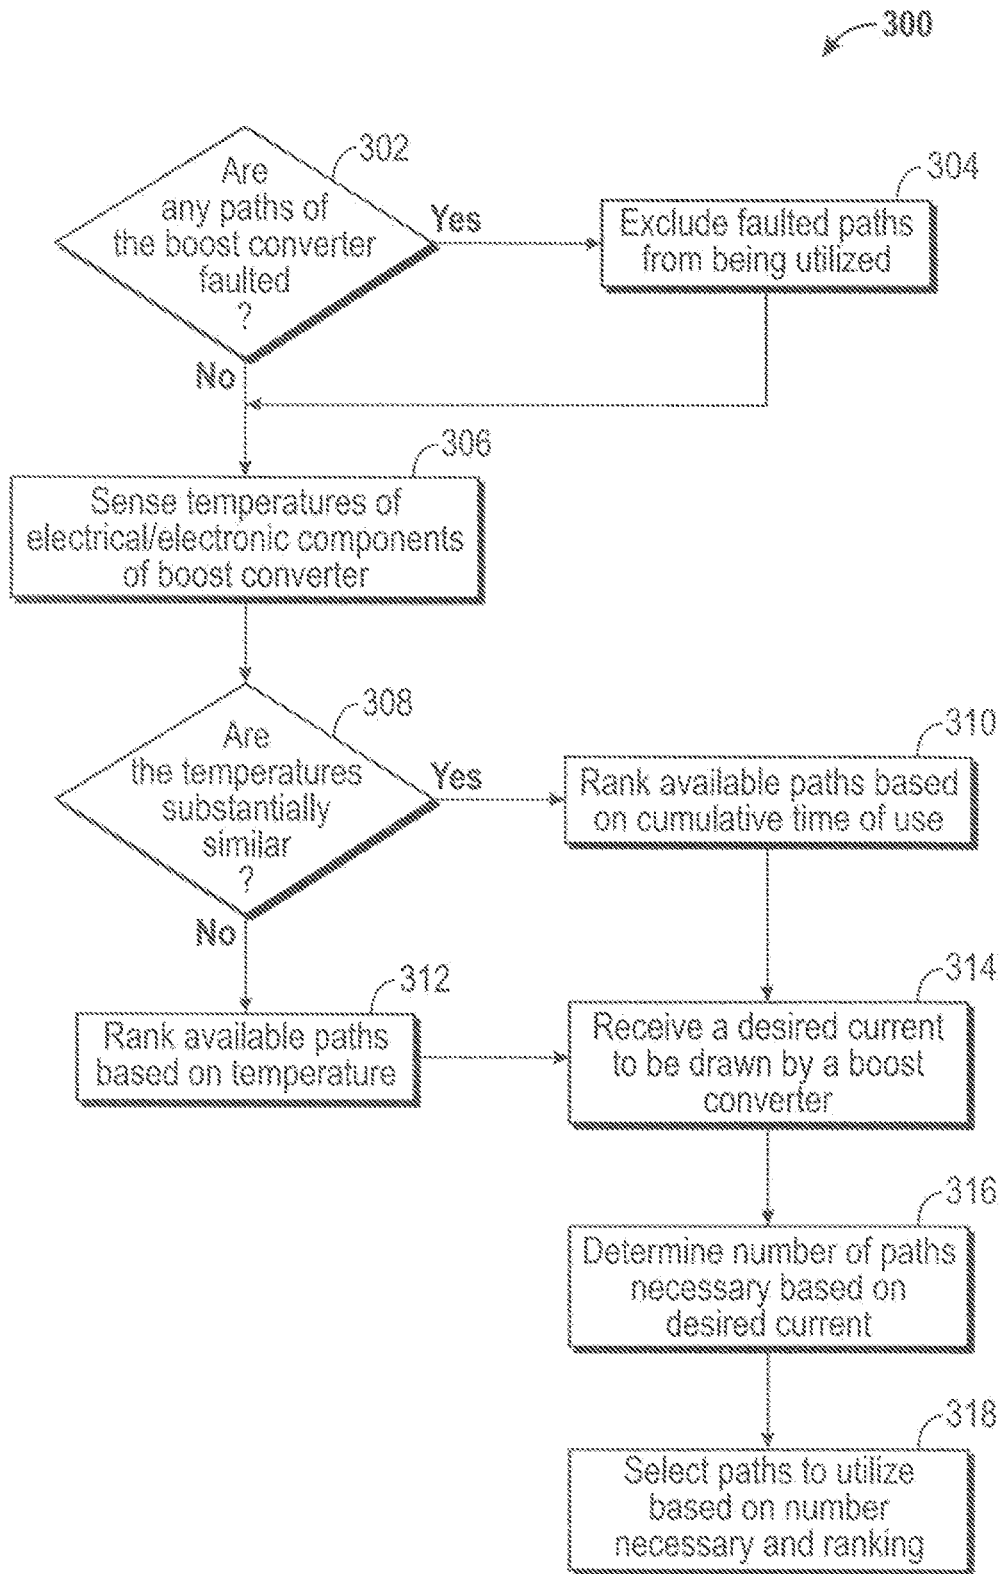 300
302
Are
any paths of
the boost converter
faulted
?
Yes
304
Exclude faulted paths
from being utilized
No
306
Sense temperatures of
electrical/electronic components
of boost converter
308
Are
the temperatures
substantially
similar
?
Yes
310
Rank available paths based
on cumulative time of use
No
312
Rank available paths
based on temperature
314
Receive a desired current
to be drawn by a boost
converter
316
Determine number of paths
necessary based on
desired current
318
Select paths to utilize
based on number
necessary and ranking